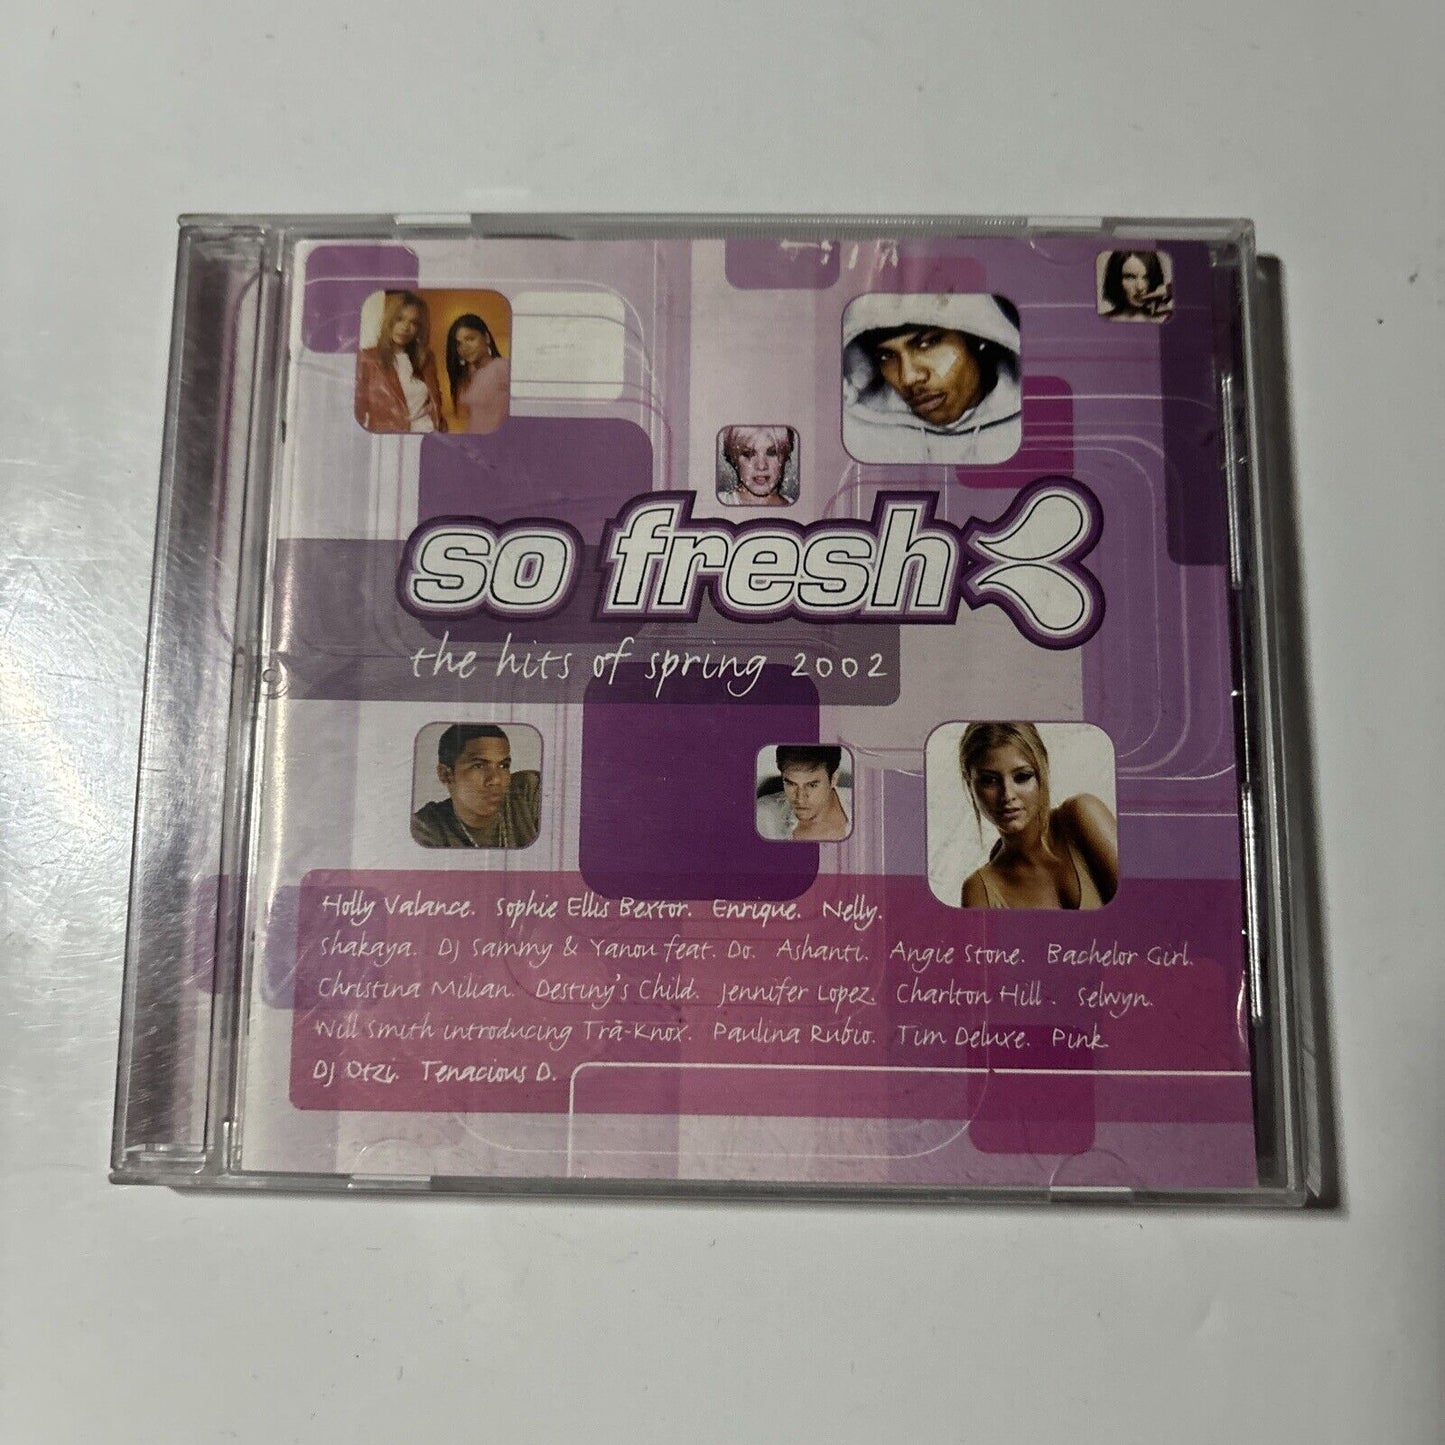 so fresh
the hits of spring 2002
Holly Valance. Sophie Ellis Bextor. Enrique. Nelly.
Shakaya. DJ Sammy & Yanou feat. Do. Ashanti. Angie Stone. Bachelor Girl.
Christina Milian. Destiny's Child. Jennifer Lopez. Charlton Hill. Selwyn.
Will Smith introducing Trà-Knox. Paulina Rubio. Tim Deluxe. Pink
DJ Otzi. Tenacious D.